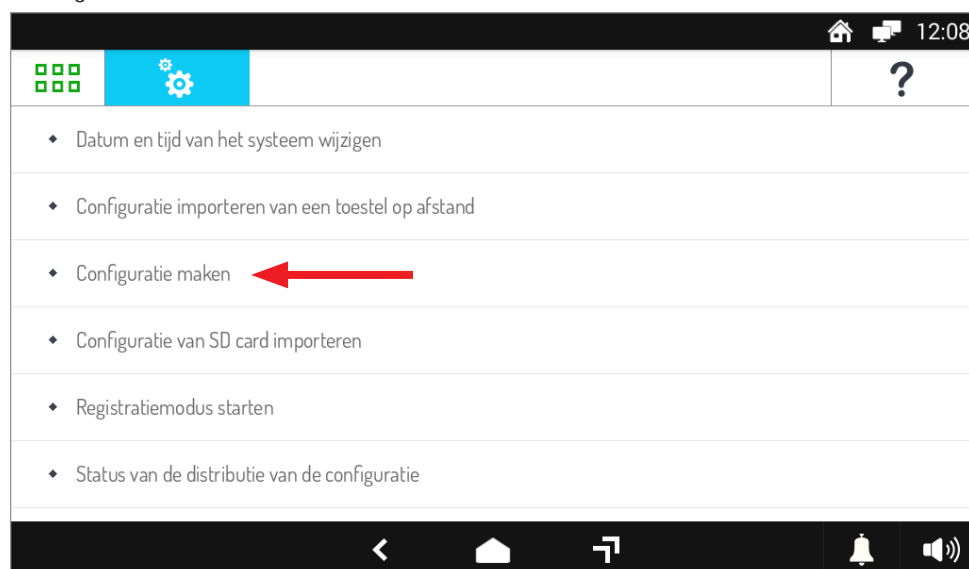 12:08
?
Datum en tijd van het systeem wijzigen
Configuratie importeren van een toestel op afstand
Configuratie maken
Configuratie van SD card importeren
Registratiemodus starten
Status van de distributie van de configuratie